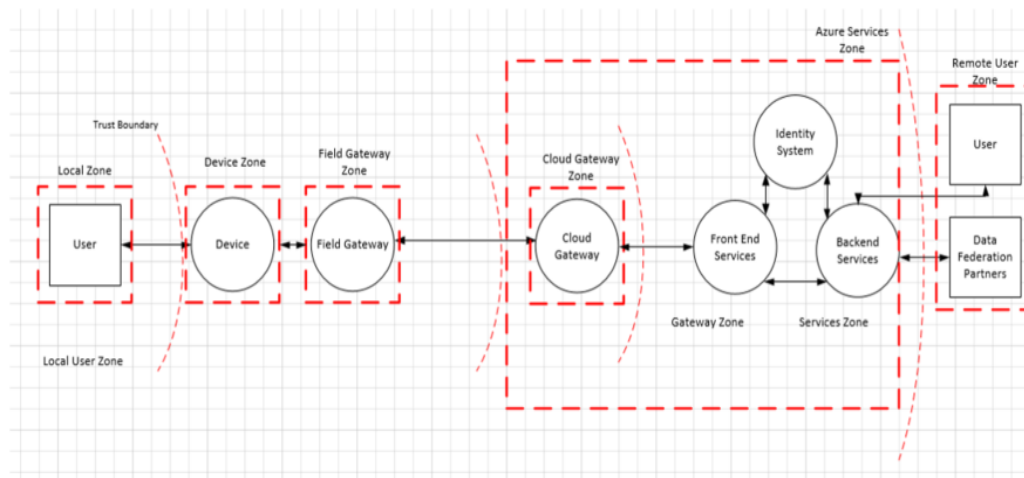 Azure Services
Zone
Remote User
Zone
Trust Boundary
Local Zone
Device Zone
Field Gateway
Zone
Cloud Gateway
Zone
Identity
System
User
User
Device
Field Gateway
Cloud
Gateway
Front End
Services
Backend
Services
Data
Federation
Partners
Gateway Zone
Services Zone
Local User Zone